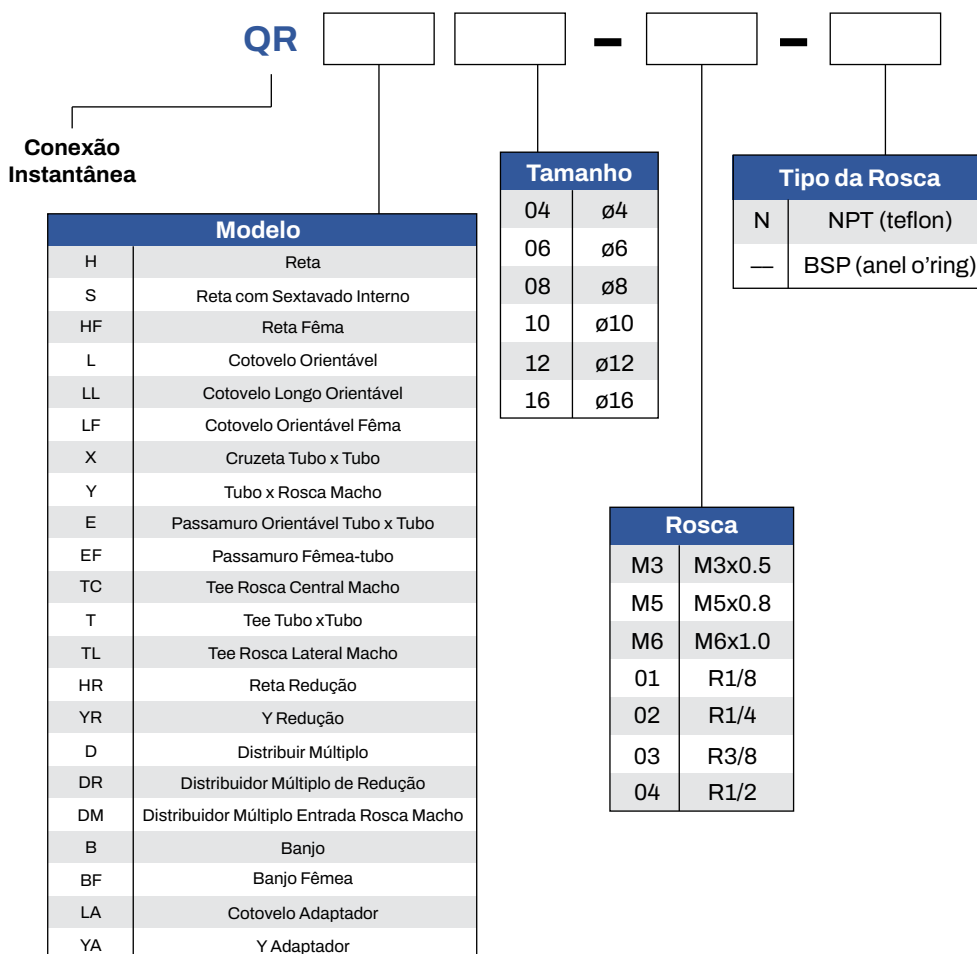 QR – –
Conexão
Instantânea
Modelo
H Reta
S Reta com Sextavado Interno
HF Reta Fêma
L Cotovelo Orientável
LL Cotovelo Longo Orientável
LF Cotovelo Orientável Fêma
X Cruzeta Tubo x Tubo
Y Tubo x Rosca Macho
E Passamuro Orientável Tubo x Tubo
EF Passamuro Fêmea-tubo
TC Tee Rosca Central Macho
T Tee Tubo xTubo
TL Tee Rosca Lateral Macho
HR Reta Redução
YR Y Redução
D Distribuir Múltiplo
DR Distribuidor Múltiplo de Redução
DM Distribuidor Múltiplo Entrada Rosca Macho
B Banjo
BF Banjo Fêmea
LA Cotovelo Adaptador
YA Y Adaptador
Tamanho
04 ø4
06 ø6
08 ø8
10 ø10
12 ø12
16 ø16
Rosca
M3 M3x0.5
M5 M5x0.8
M6 M6x1.0
01 R1/8
02 R1/4
03 R3/8
04 R1/2
Tipo da Rosca
N NPT (teflon)
— BSP (anel o’ring)